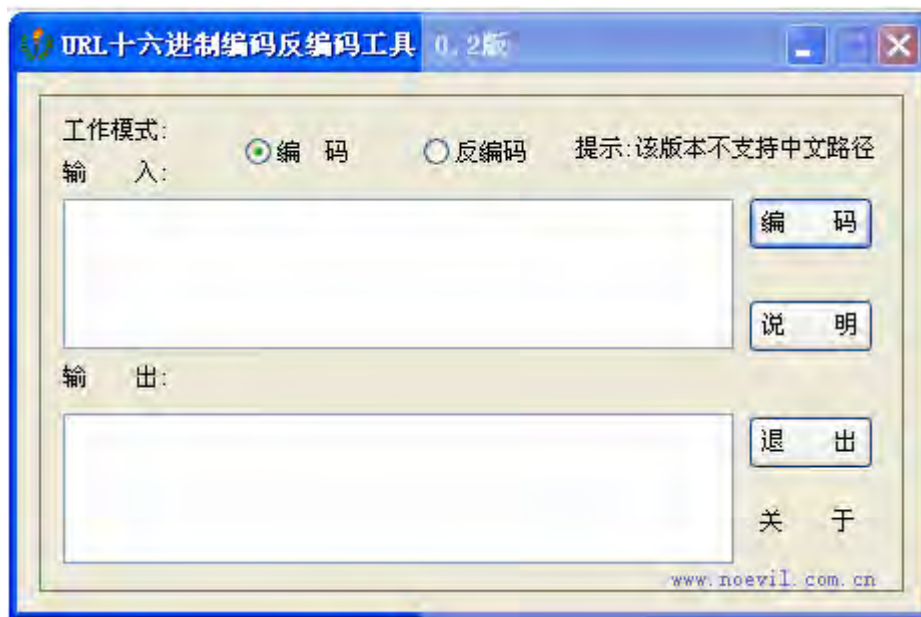 URL十六进制编码反编码工具 0.2版
工作模式:
编 码 反编码 提示:该版本不支持中文路径
输 入:
编 码
说 明
输 出:
退 出
关 于
www.noevil.com.cn